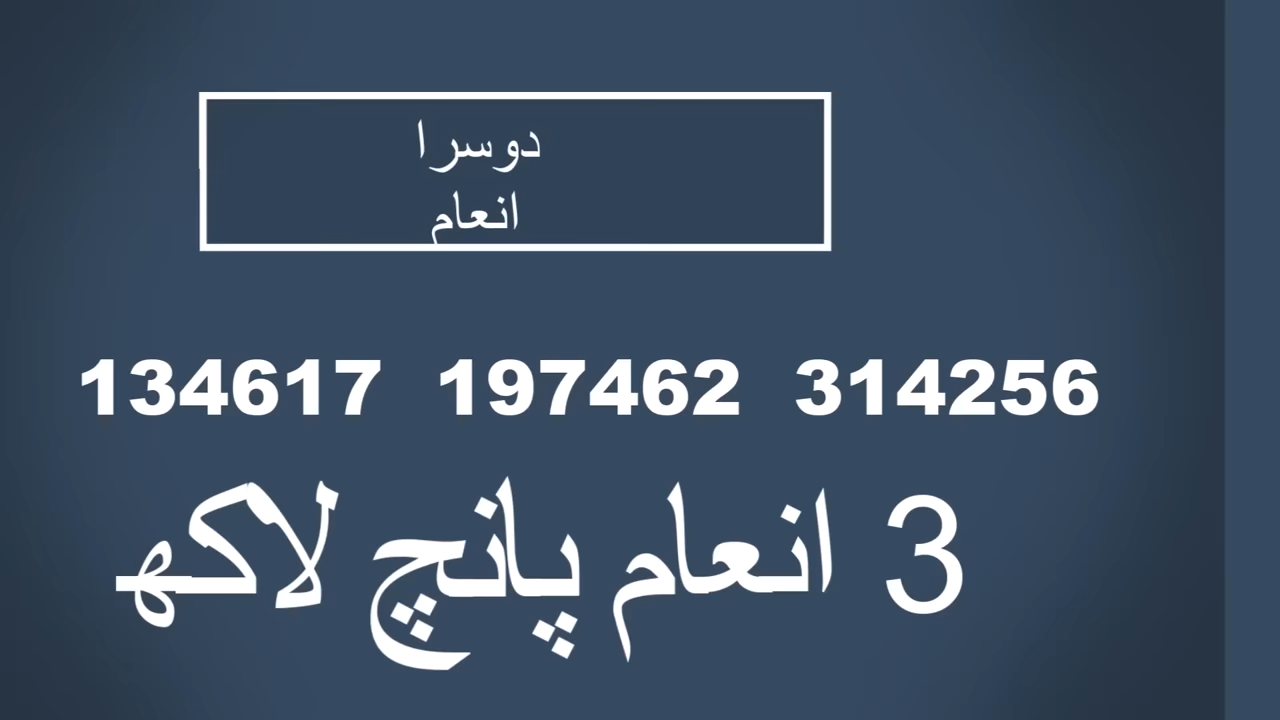 دوسرا
انعام
134617 197462 314256
3 انعام پانچ لاکھ